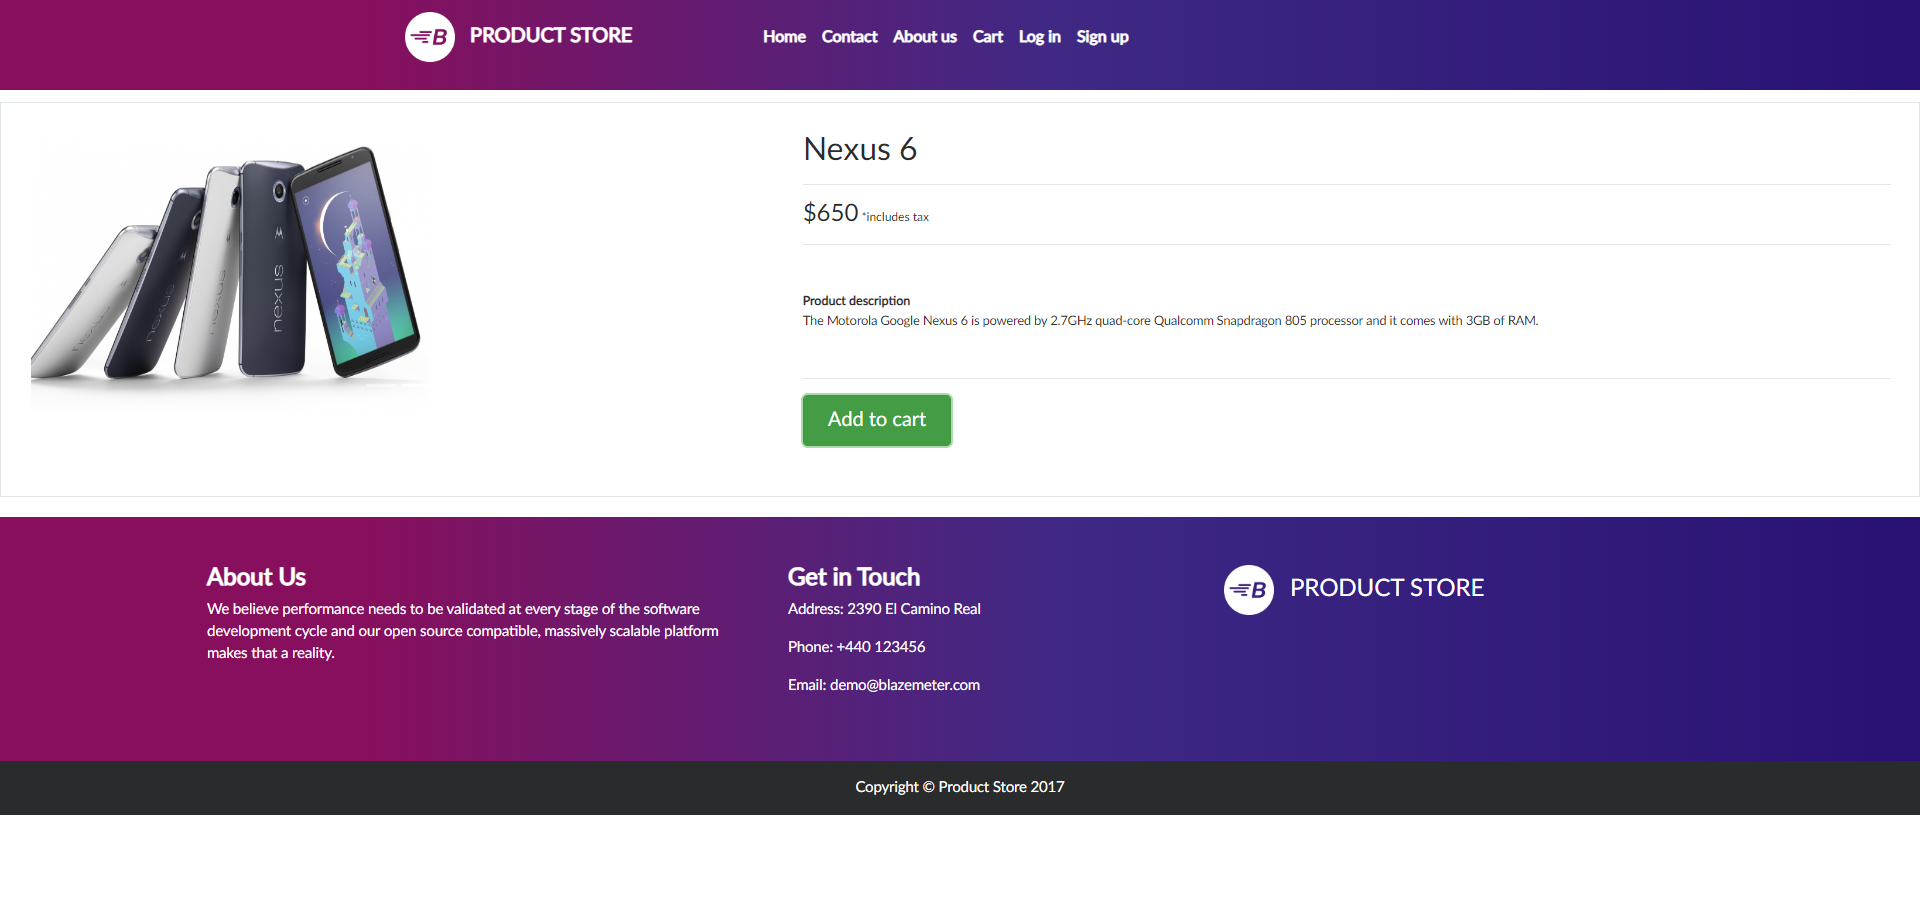 B PRODUCT STORE
Home Contact About us Cart Log in Sign up
Nexus 6
$650 *includes tax
Product description
The Motorola Google Nexus 6 is powered by 2.7GHz quad-core Qualcomm Snapdragon 805 processor and it comes with 3GB of RAM.
nexus
nexus
nexus
nexus
Add to cart
About Us
We believe performance needs to be validated at every stage of the software
development cycle and our open source compatible, massively scalable platform
makes that a reality.
Get in Touch
Address: 2390 El Camino Real
Phone: +440 123456
Email: demo@blazemeter.com
B PRODUCT STORE
Copyright © Product Store 2017